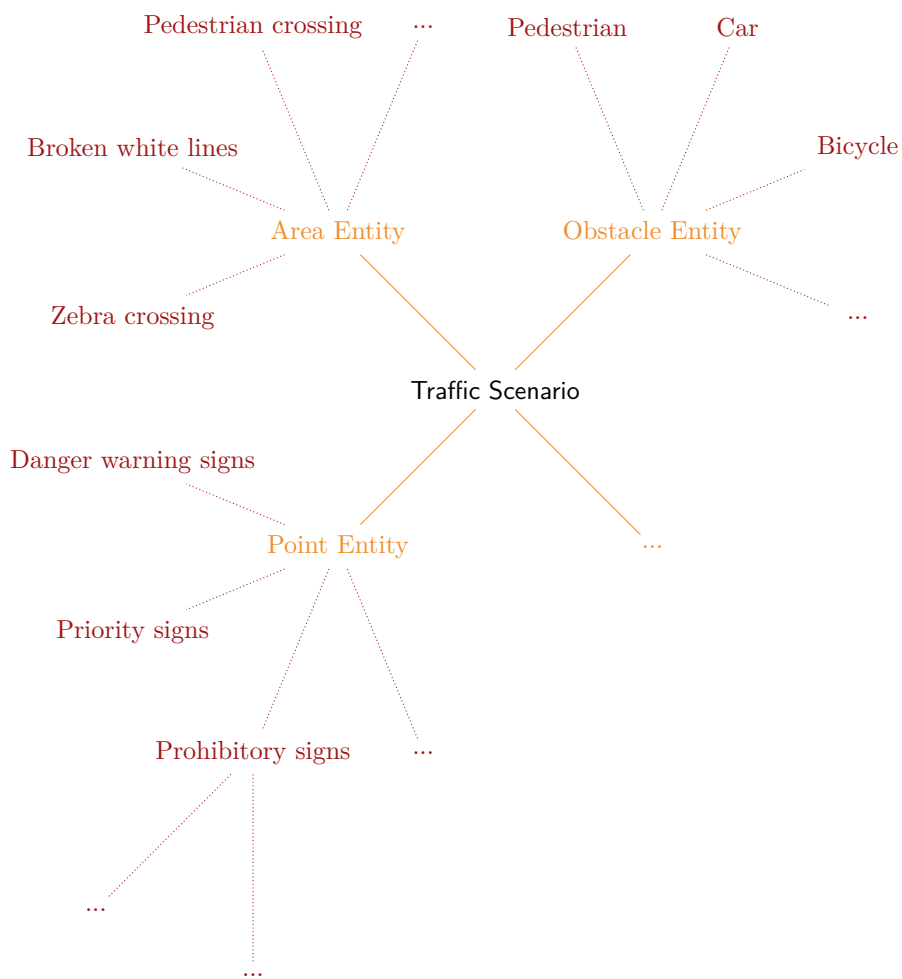 Pedestrian crossing
...
Pedestrian
Car
Broken white lines
Bicycle
Area Entity
Obstacle Entity
Zebra crossing
...
Traffic Scenario
Danger warning signs
Point Entity
...
Priority signs
Prohibitory signs
...
...
...